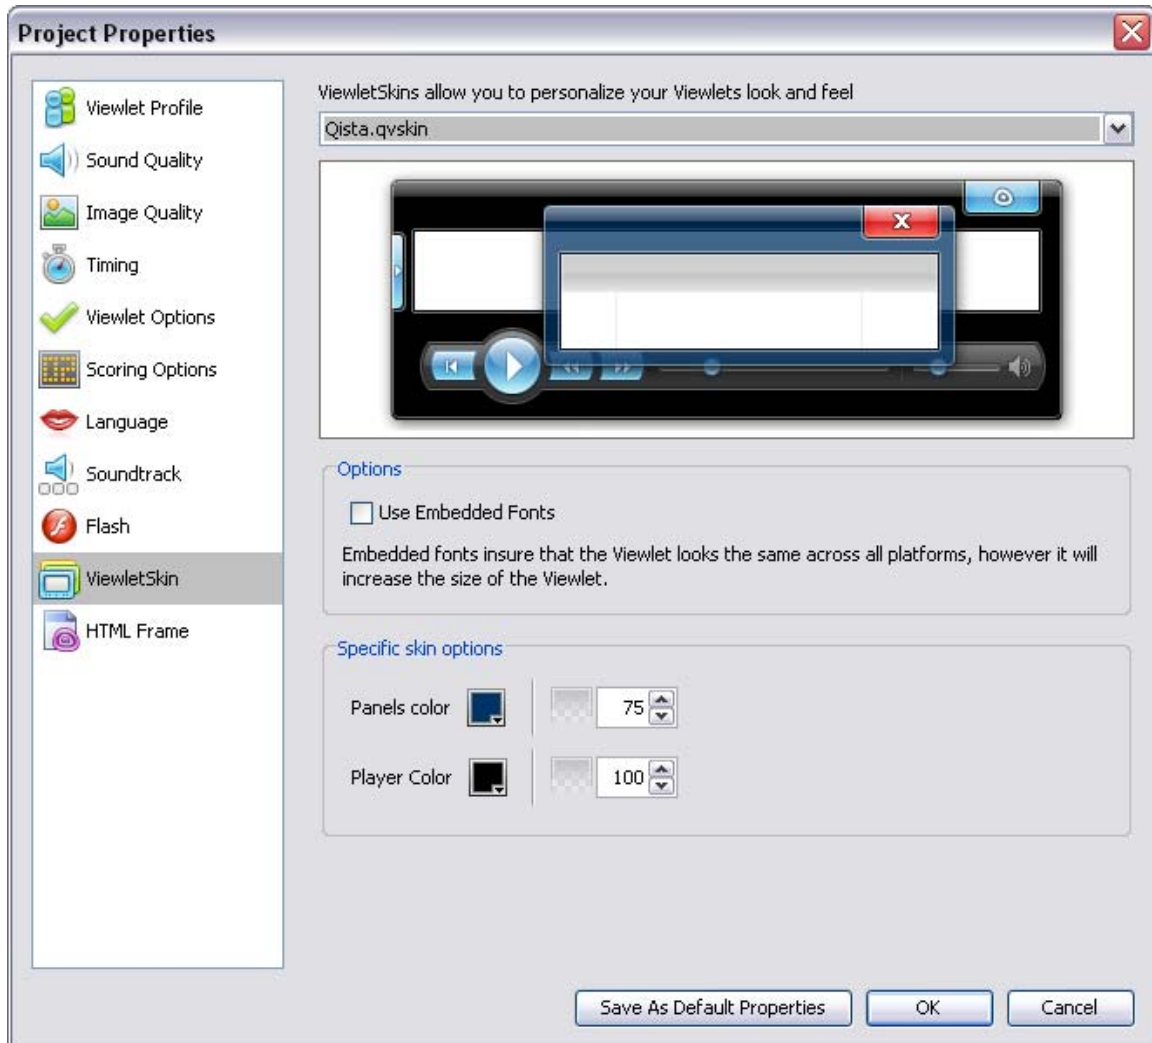 Project Properties
Viewlet Profile
Sound Quality
Image Quality
Timing
Viewlet Options
Scoring Options
Language
Soundtrack
Flash
ViewletSkin
HTML Frame
ViewletSkins allow you to personalize your Viewlets look and feel
Qista.qvskin
Options
Use Embedded Fonts
Embedded fonts insure that the Viewlet looks the same across all platforms, however it will
increase the size of the Viewlet.
Specific skin options
Panels color 75
Player Color 100
Save As Default Properties OK Cancel